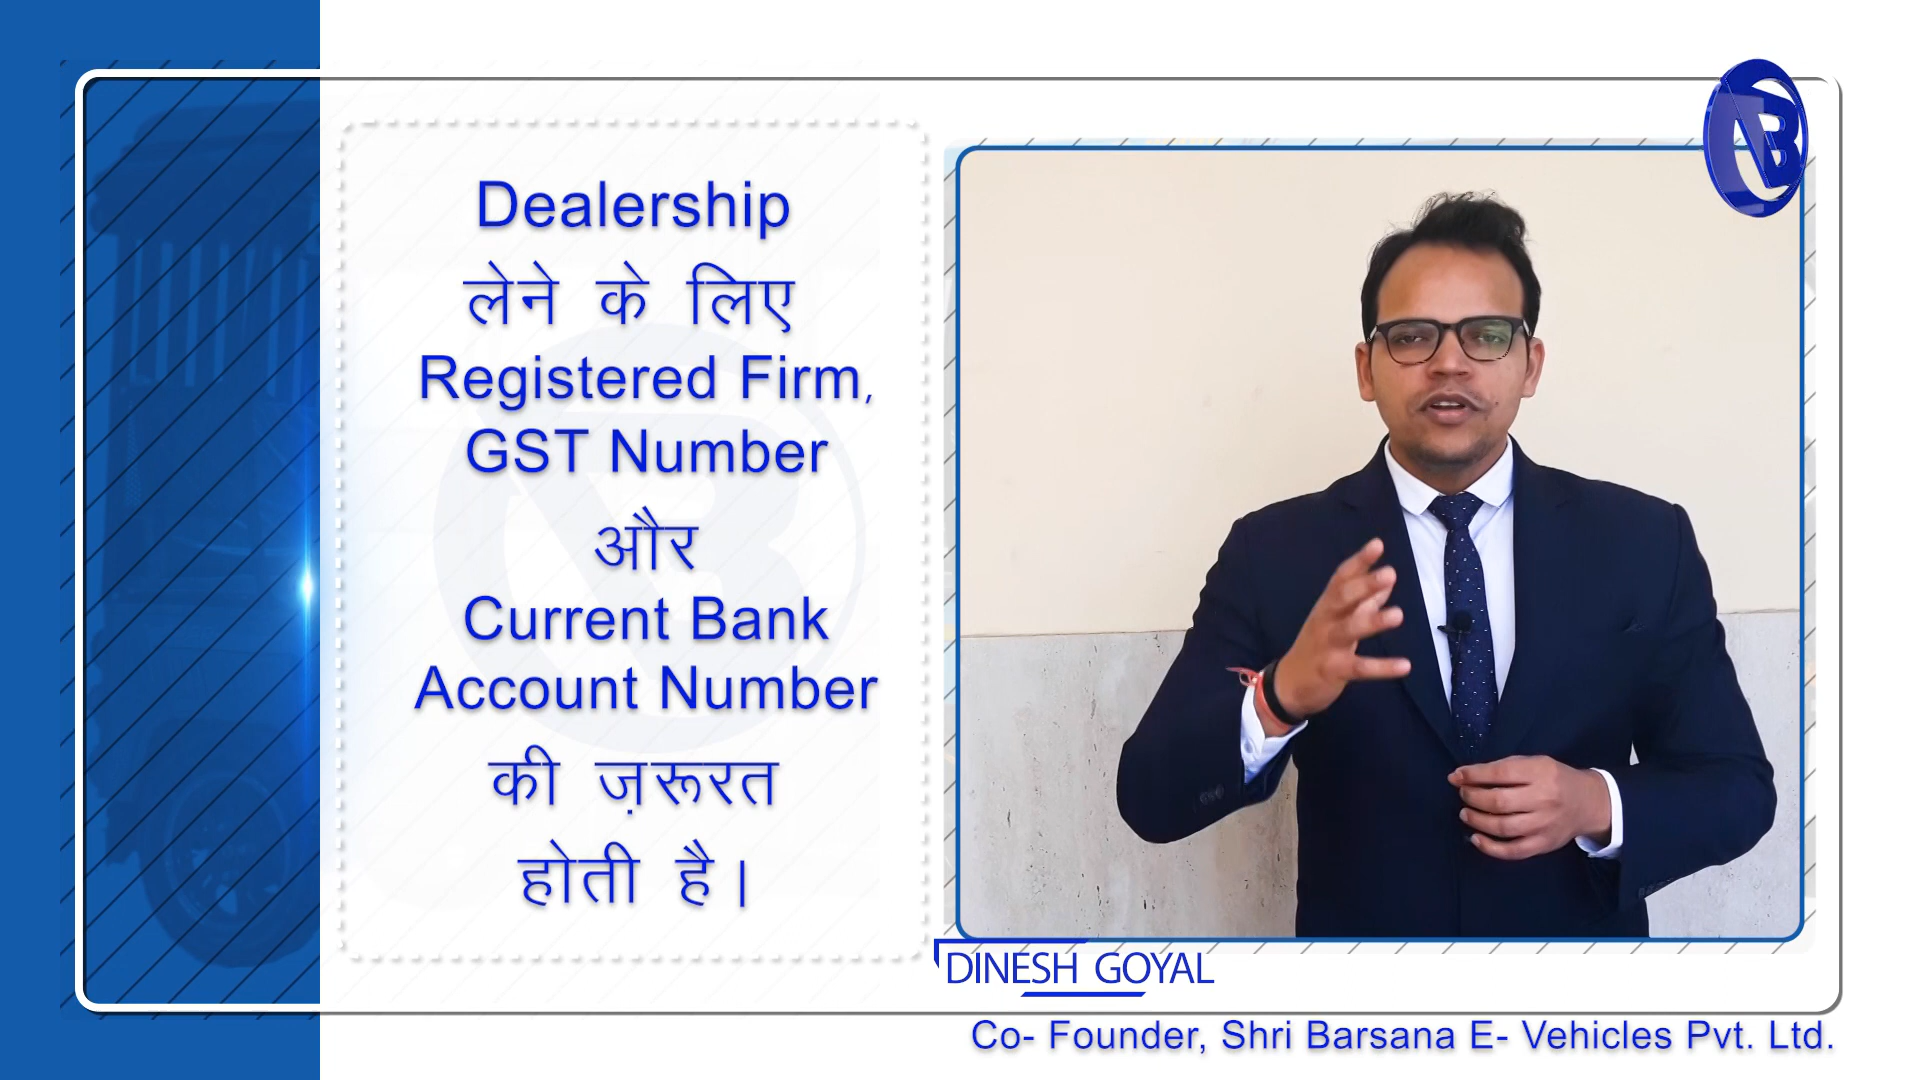 Dealership
लेने के लिए
Registered Firm,
GST Number
और
Current Bank
Account Number
की ज़रूरत
होती है।
DINESH GOYAL
Co- Founder, Shri Barsana E- Vehicles Pvt. Ltd.